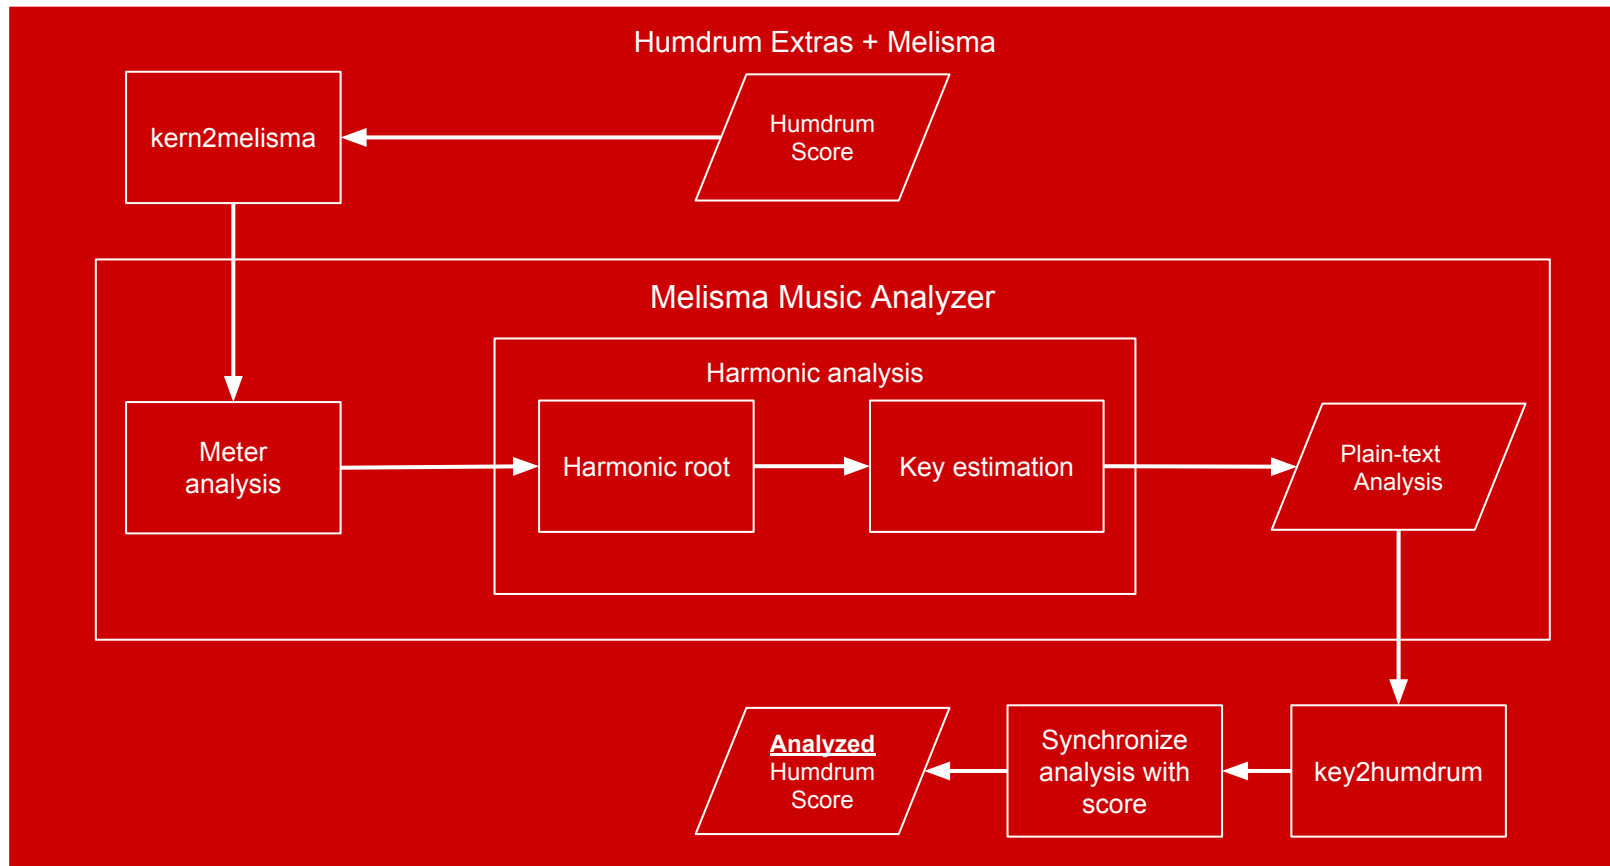 Humdrum Extras + Melisma
kern2melisma
Humdrum
Score
Melisma Music Analyzer
Harmonic analysis
Meter
analysis
Harmonic root
Key estimation
Plain-text
Analysis
Analyzed
Humdrum
Score
Synchronize
analysis with
score
key2humdrum